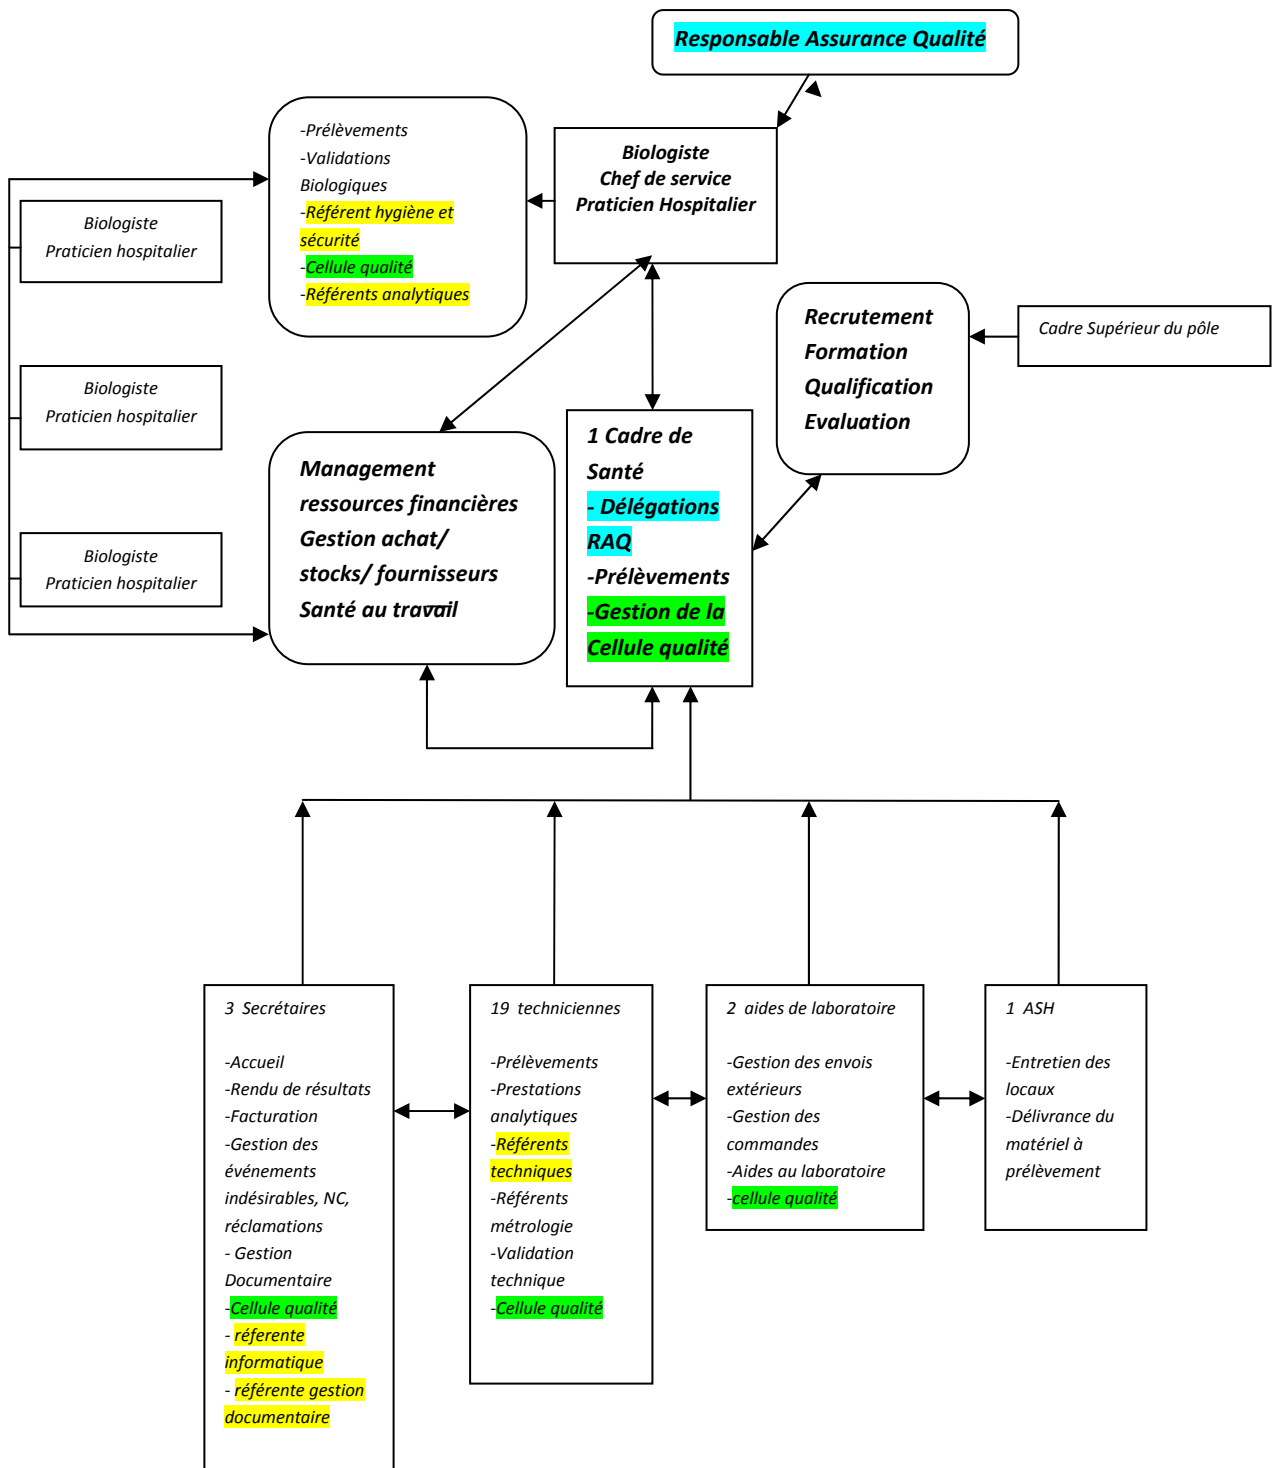 Responsable Assurance Qualité
-Prélèvements
-Validations
Biologiques
-Référent hygiène et
sécurité
-Cellule qualité
-Référents analytiques
Biologiste
Chef de service
Praticien Hospitalier
Biologiste
Praticien hospitalier
Recrutement
Formation
Qualification
Evaluation
Cadre Supérieur du pôle
Biologiste
Praticien hospitalier
Management
ressources financières
Gestion achat/
stocks/ fournisseurs
Santé au travail
1 Cadre de
Santé
- Délégations
RAQ
-Prélèvements
-Gestion de la
Cellule qualité
Biologiste
Praticien hospitalier
3 Secrétaires
-Accueil
-Rendu de résultats
-Facturation
-Gestion des
événements
indésirables, NC,
réclamations
- Gestion
Documentaire
-Cellule qualité
- réferente
informatique
- référente gestion
documentaire
19 techniciennes
-Prélèvements
-Prestations
analytiques
-Référents
techniques
-Référents
métrologie
-Validation
technique
-Cellule qualité
2 aides de laboratoire
-Gestion des envois
extérieurs
-Gestion des
commandes
-Aides au laboratoire
-cellule qualité
1 ASH
-Entretien des
locaux
-Délivrance du
matériel à
prélèvement